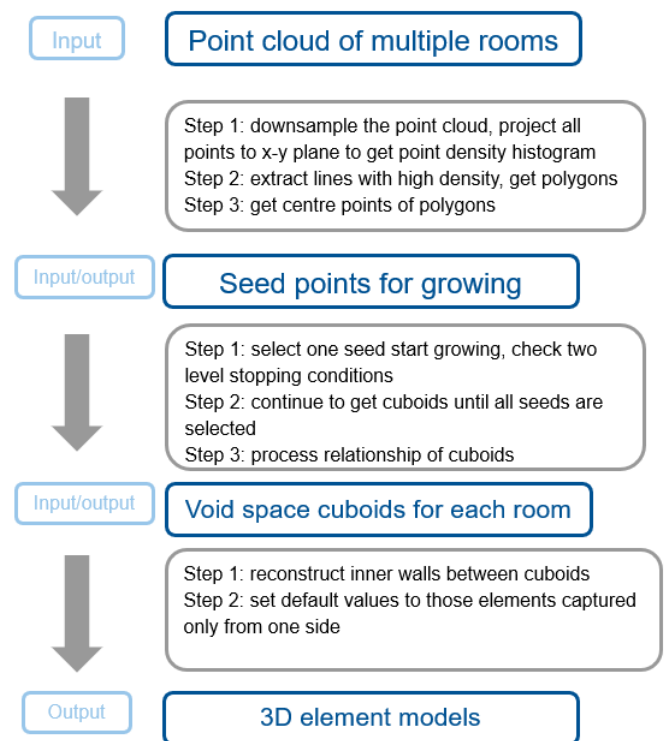 Input
Point cloud of multiple rooms
Step 1: downsample the point cloud, project all
points to x-y plane to get point density histogram
Step 2: extract lines with high density, get polygons
Step 3: get centre points of polygons
Input/output
Seed points for growing
Step 1: select one seed start growing, check two
level stopping conditions
Step 2: continue to get cuboids until all seeds are
selected
Step 3: process relationship of cuboids
Input/output
Void space cuboids for each room
Step 1: reconstruct inner walls between cuboids
Step 2: set default values to those elements captured
only from one side
Output
3D element models